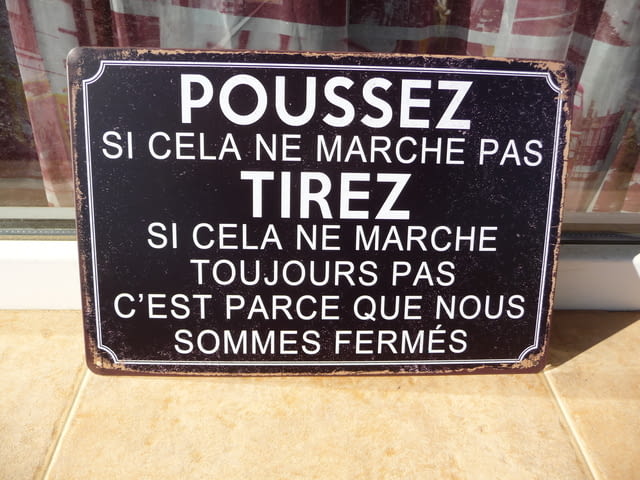 POUSSEZ
SI CELA NE MARCHE PAS
TIREZ
SI CELA NE MARCHE
TOUJOURS PAS
C'EST PARCE QUE NOUS
SOMMES FERMÉS